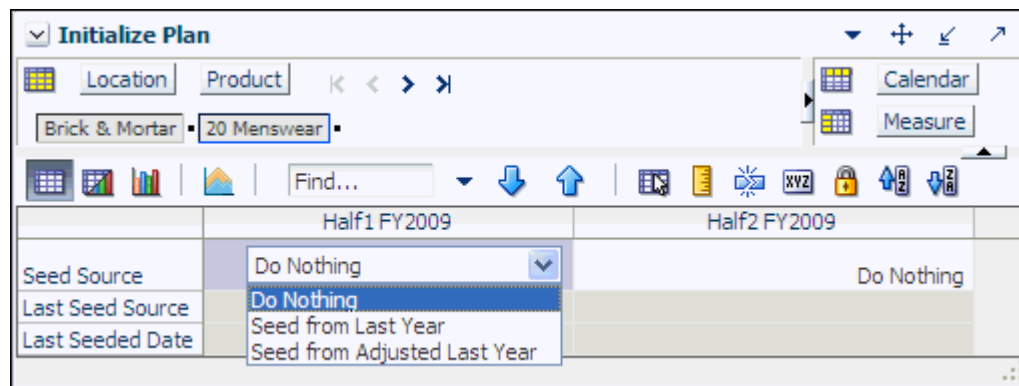 Initialize Plan
Location Product
Calendar
Brick & Mortar 20 Menswear
Measure
Find... XYZ A Z Z A
Half1 FY2009 Half2 FY2009
Seed Source Do Nothing Do Nothing
Do Nothing
Last Seed Source
Seed from Last Year
Last Seeded Date
Seed from Adjusted Last Year